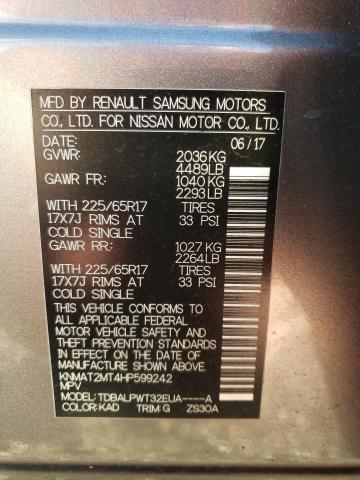 MFD BY RENAULT SAMSUNG MOTORS
CO., LTD. FOR NISSAN MOTOR CO., LTD.
DATE: 06/17
GVWR: 2036KG
4489LB
GAWR FR: 1040 KG
2293LB
WITH 225/65R17 TIRES
17X7J RIMS AT 33 PSI
COLD SINGLE
GAWR RR: 1027 KG
2264LB
WITH 225/65R17 TIRES
17X7J RIMS AT 33 PSI
COLD SINGLE
THIS VEHICLE CONFORMS TO
ALL APPLICABLE U.S. FEDERAL
MOTOR VEHICLE SAFETY AND
THEFT PREVENTION STANDARDS
IN EFFECT ON THE DATE OF
MANUFACTURE SHOWN ABOVE.
KNMAT2MT4HP599242
MPV
MODEL: TDBALPWT32EUA----A
COLOR:KAD TRIM:G ZS30A